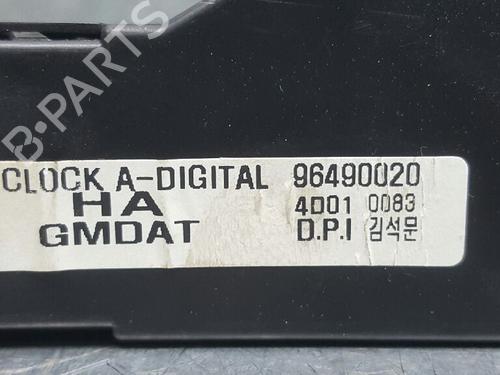 B-PARTS
CLOCK A-DIGITAL 96490020
HA 4D01 0083
GMDAT D.P.I 김석문